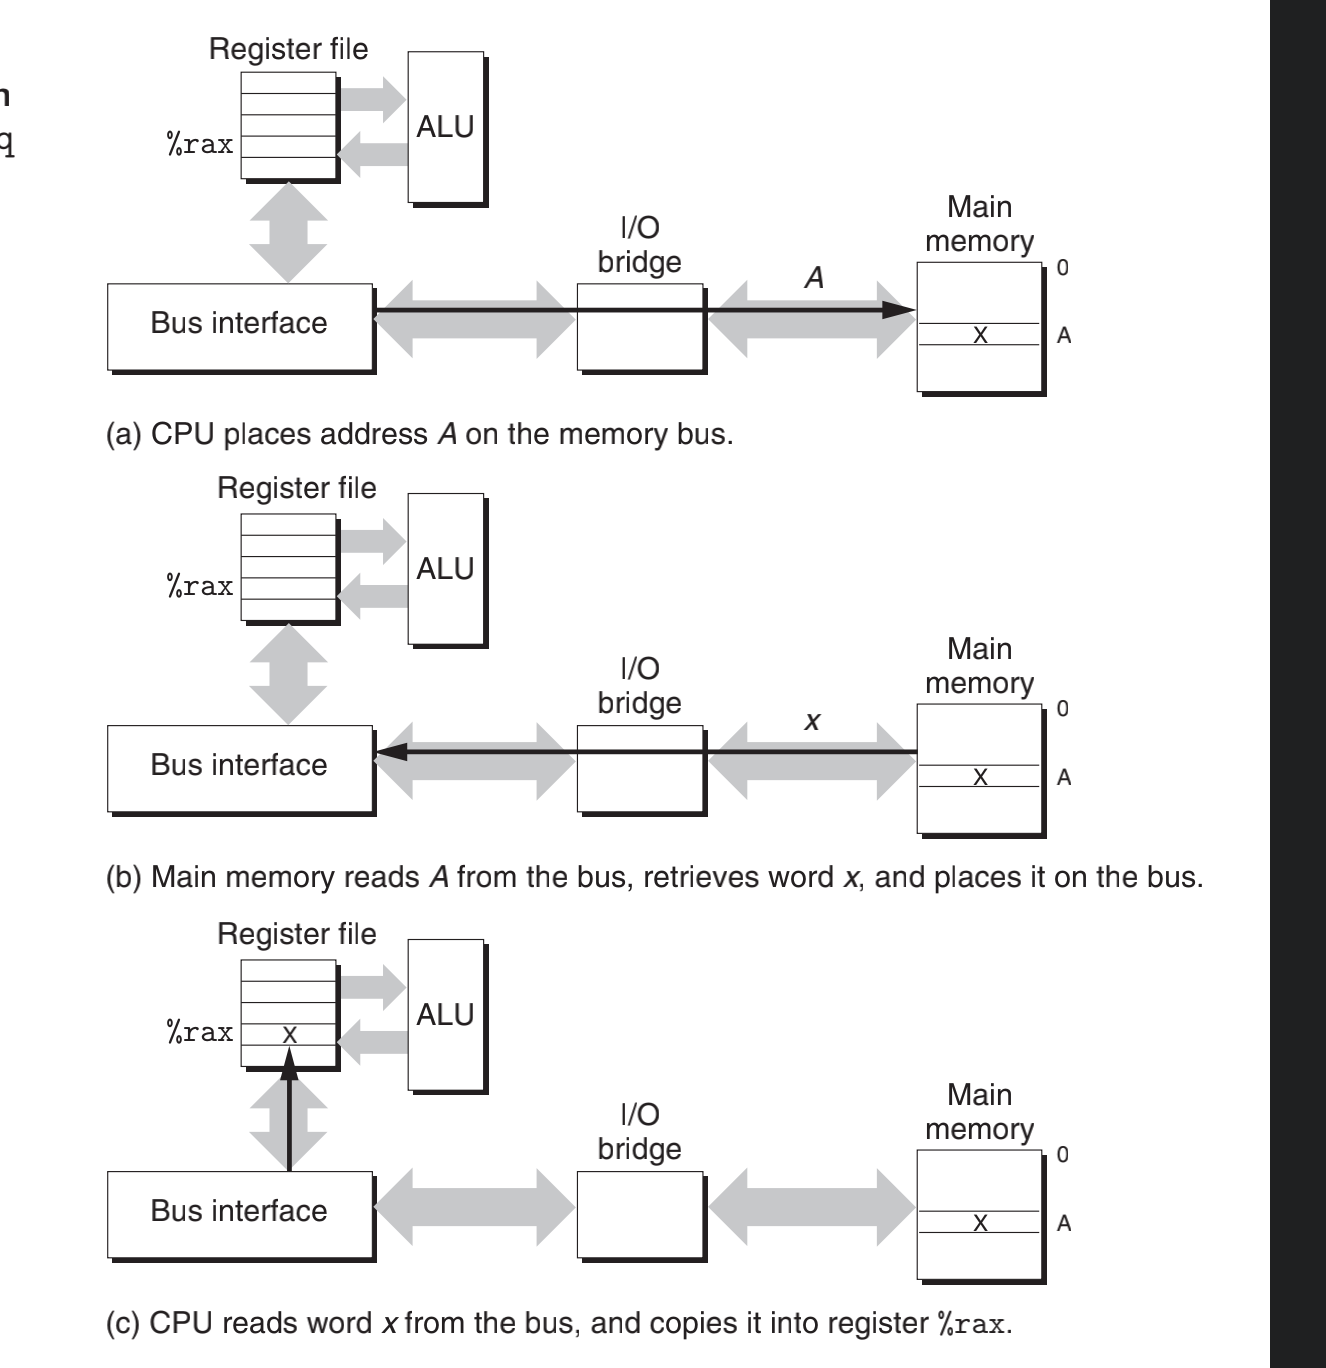 n
q
Register file
%rax
ALU
Bus interface
I/O
bridge
A
Main
memory
0
X
A
(a) CPU places address A on the memory bus.
Register file
%rax
ALU
Bus interface
I/O
bridge
x
Main
memory
0
X
A
(b) Main memory reads A from the bus, retrieves word x, and places it on the bus.
Register file
%rax
X
ALU
Bus interface
I/O
bridge
Main
memory
0
X
A
(c) CPU reads word x from the bus, and copies it into register %rax.